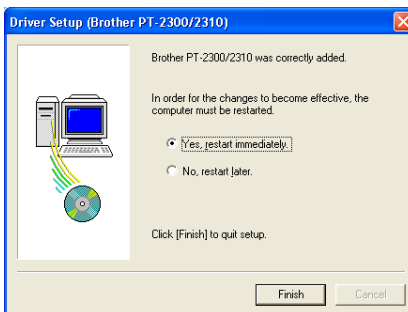 Driver Setup (Brother PT-2300/2310)
Brother PT-2300/2310 was correctly added.
In order for the changes to become effective, the
computer must be restarted.
Yes, restart immediately.
No, restart later.
Click [Finish] to quit setup.
Finish
Cancel